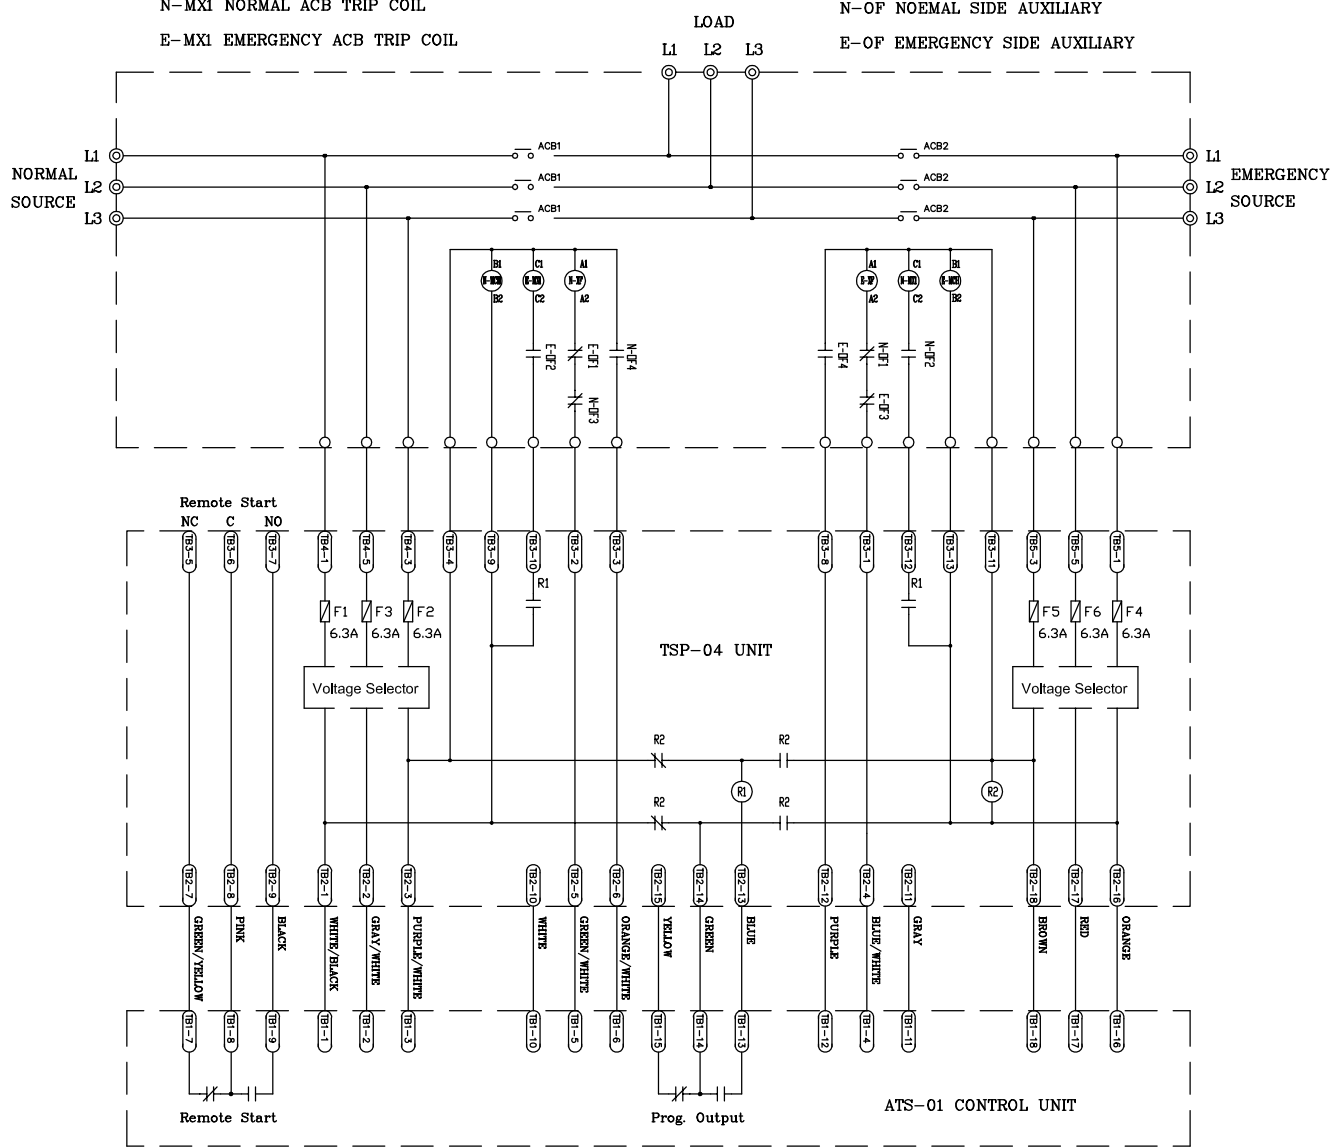 N-MX1 NORMAL ACB TRIP COIL
N-OF NOEMAL SIDE AUXILIARY
LOAD
E-MX1 EMERGENCY ACB TRIP COIL
E-OF EMERGENCY SIDE AUXILIARY
L1 L2 L3
L1 ACB1 ACB2 L1
NORMAL EMERGENCY
L2 ACB1 ACB2 L2
SOURCE SOURCE
L3 ACB1 ACB2 L3
B1 C1 A1 A1 C1 B1
N-XF E-XF N-MX1
B2 C2 A2 A2 C2 B2
E-OF2 E-OF1 N-OF4 E-OF4 N-OF1 N-OF2
N-OF3 E-OF3
Remote Start
NC C NO
TB3-5 TB3-6 TB3-7 TB4-1 TB4-5 TB4-3 TB3-4 TB3-9 TB3-10 TB3-2 TB3-3 TB3-8 TB3-1 TB3-12 TB3-13 TB3-11 TB5-3 TB5-5 TB5-1
R1 R1
F1 F3 F2 F5 F6 F4
6.3A 6.3A 6.3A 6.3A 6.3A 6.3A
TSP-04 UNIT
Voltage Selector Voltage Selector
R2 R2
R1 R2
R2 R2
TB2-7 TB2-8 TB2-9 TB2-1 TB2-2 TB2-3 TB2-10 TB2-5 TB2-6 TB2-15 TB2-14 TB2-13 TB2-12 TB2-4 TB2-11 TB2-18 TB2-17 TB2-16
GREEN/YELLOW PINK BLACK WHITE/BLACK GRAY/WHITE PURPLE/WHITE WHITE GREEN/WHITE ORANGE/WHITE YELLOW GREEN BLUE PURPLE BLUE/WHITE GRAY BROWN RED ORANGE
TB1-7 TB1-8 TB1-9 TB1-1 TB1-2 TB1-3 TB1-10 TB1-5 TB1-6 TB1-15 TB1-14 TB1-13 TB1-12 TB1-4 TB1-11 TB1-18 TB1-17 TB1-16
Remote Start Prog. Output ATS-01 CONTROL UNIT